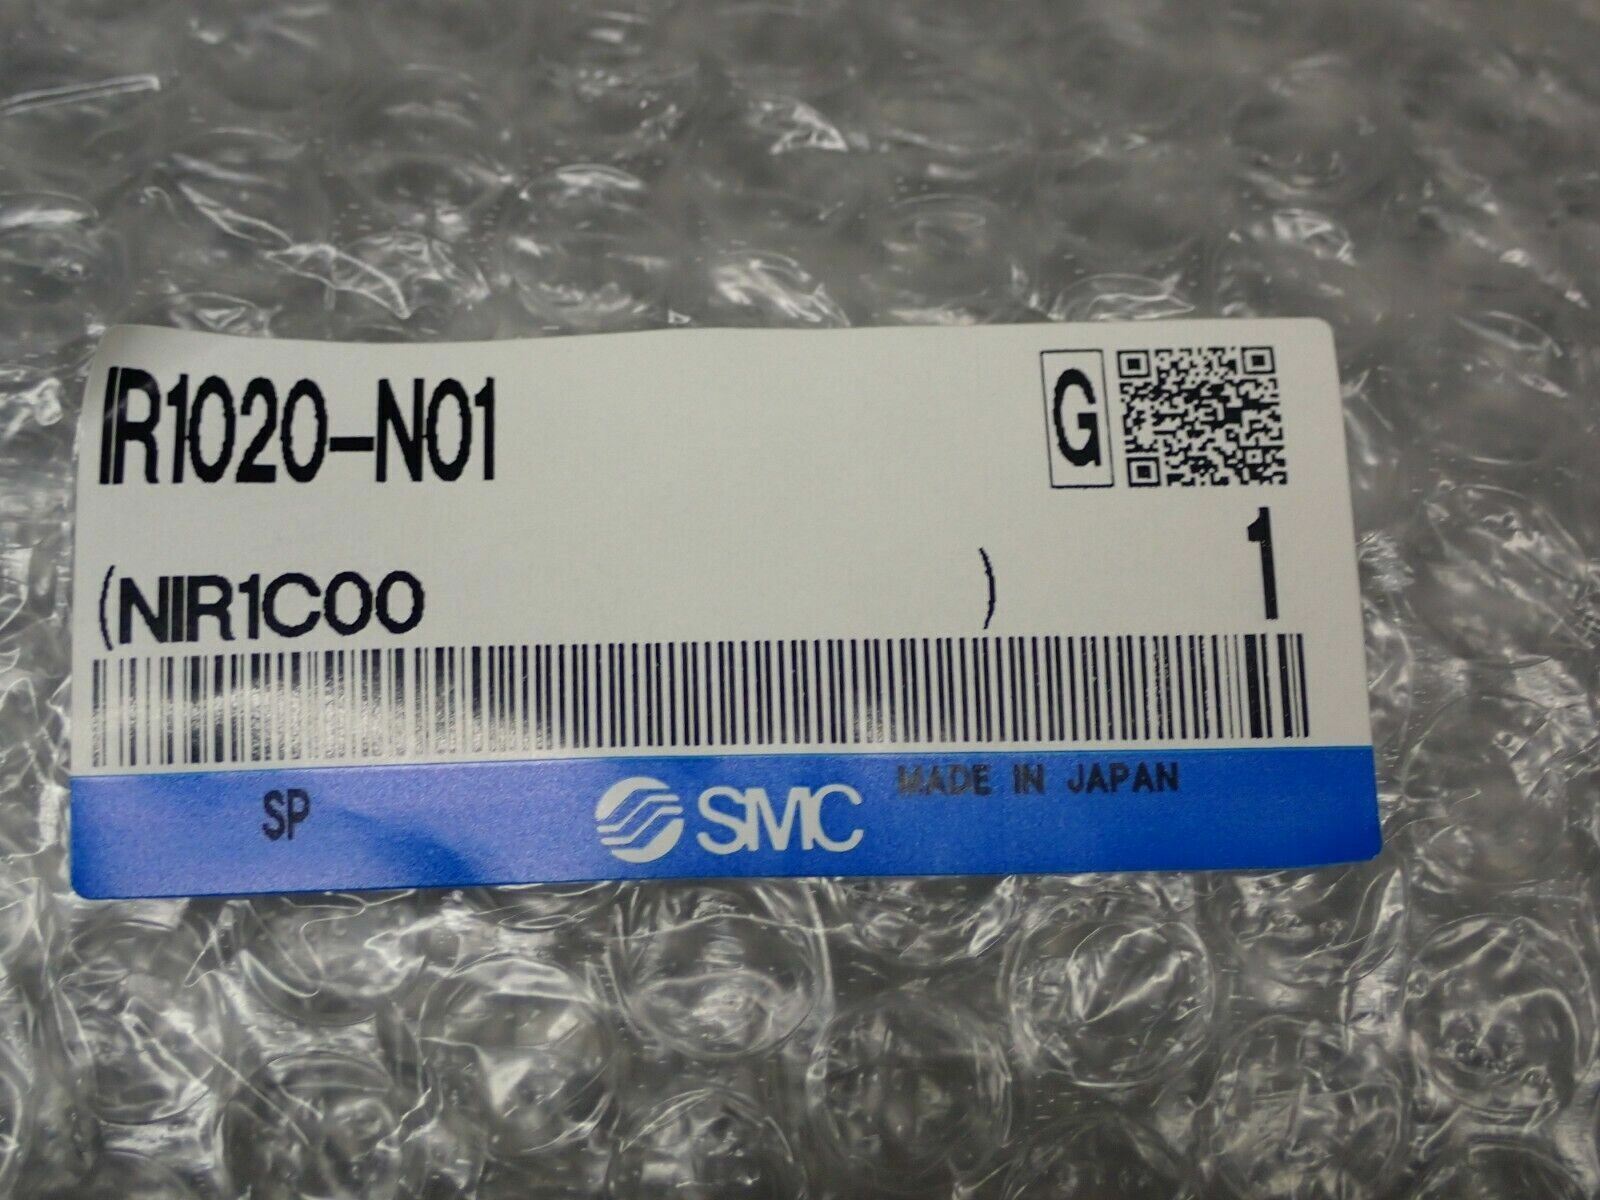 IR1020-N01
G
(NIR1C00 )
1
SP
SMC
MADE IN JAPAN